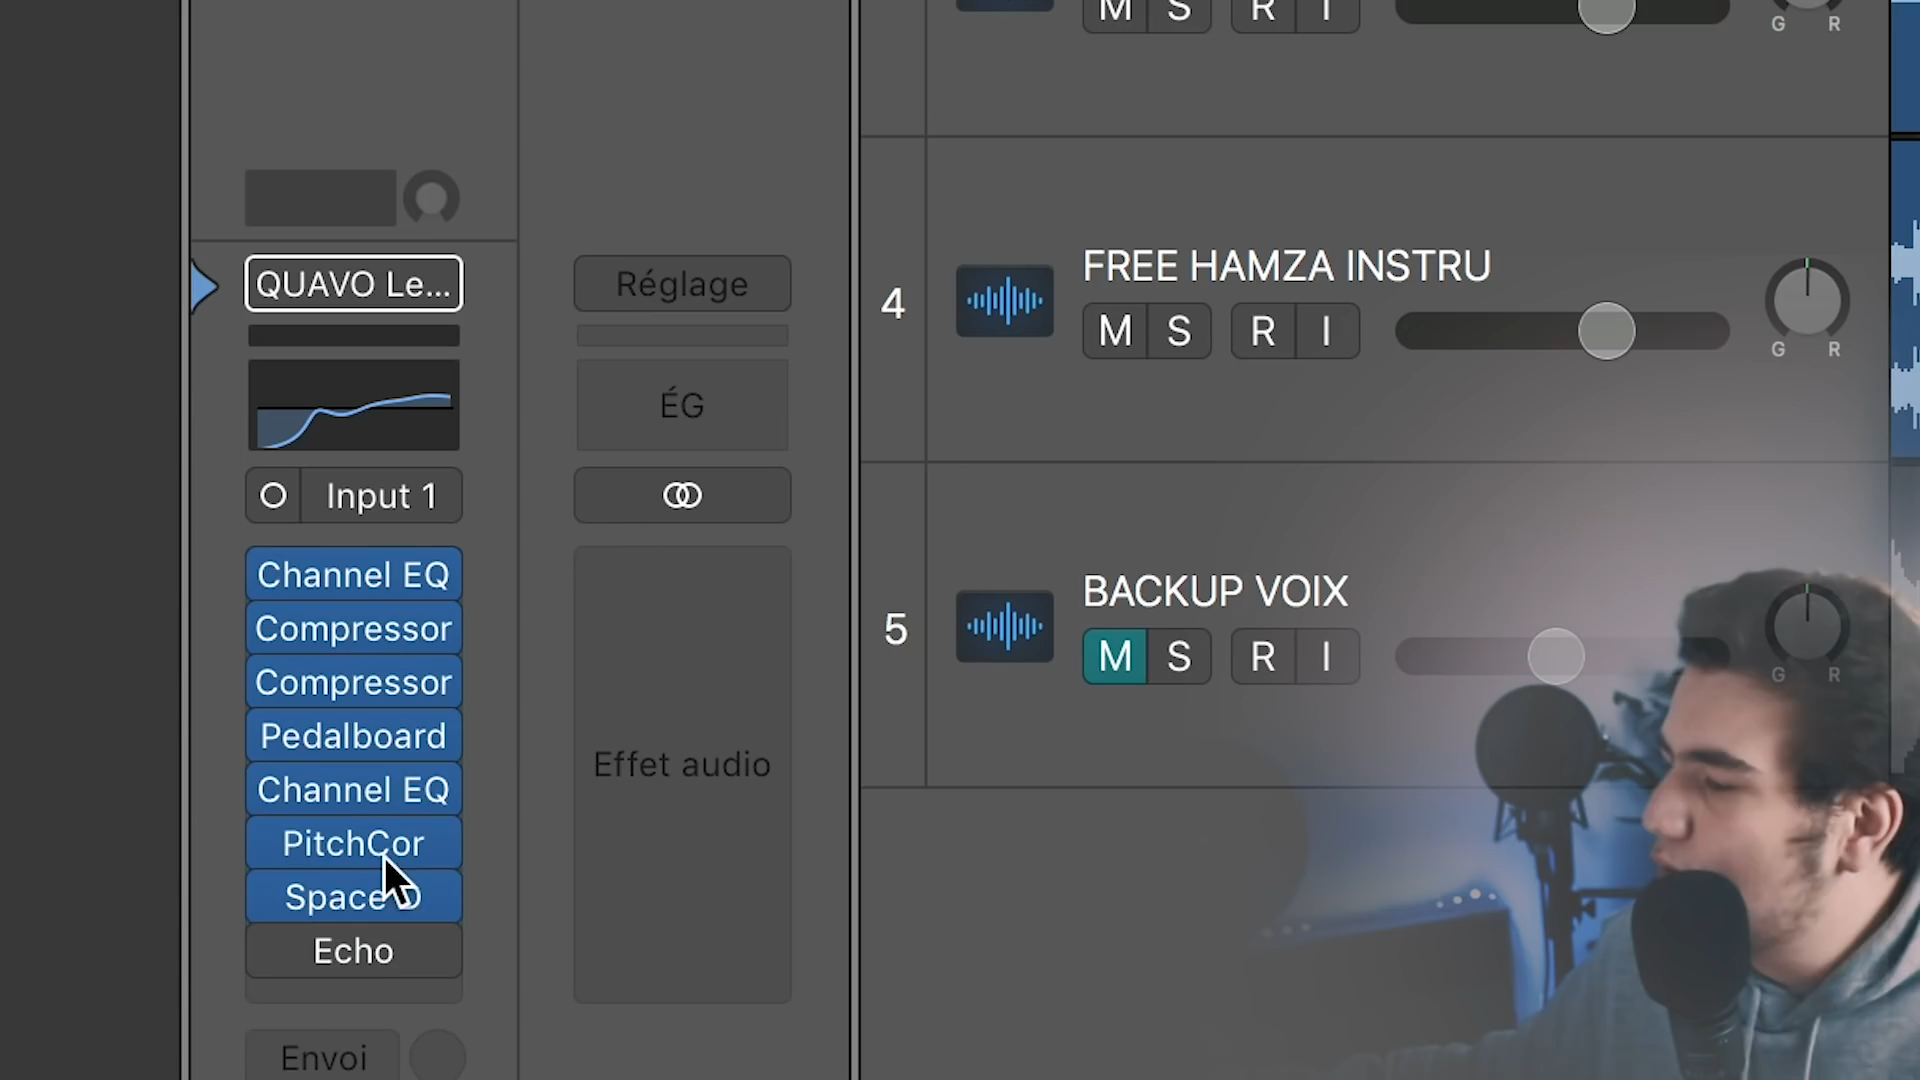 M S R I
G R
QUAVO Le...
Réglage
ÉG
Input 1
Channel EQ
Compressor
Compressor
Pedalboard
Channel EQ
PitchCor
Space D
Echo
Effet audio
Envoi
4
FREE HAMZA INSTRU
M S R I
G R
5
BACKUP VOIX
M S R I
G R